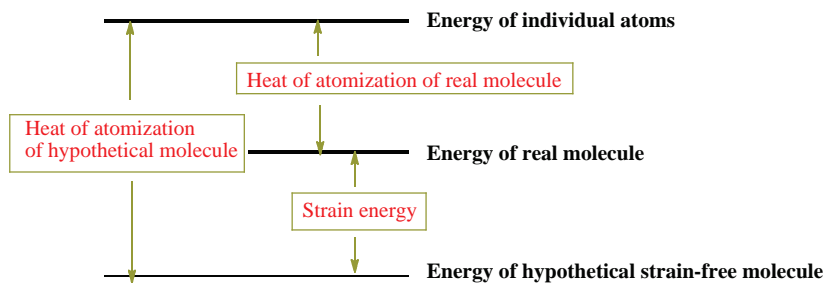 Energy of individual atoms
Heat of atomization of real molecule
Heat of atomization
of hypothetical molecule
Energy of real molecule
Strain energy
Energy of hypothetical strain-free molecule